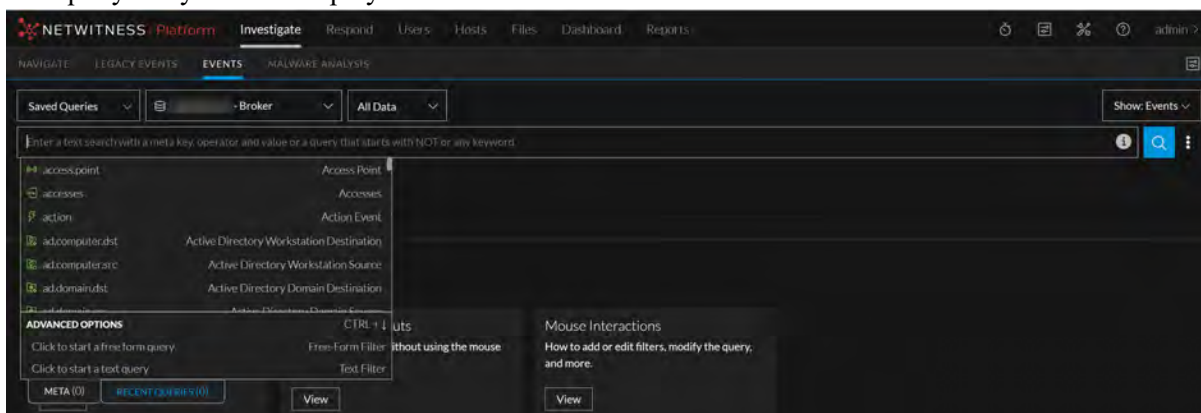 NETWITNESS Platform Investigate Respond Users Hosts Files Dashboard Reports admin >
NAVIGATE LEGACY EVENTS EVENTS MALWARE ANALYSIS
Saved Queries - Broker All Data Show: Events
Enter a text search with a meta key, operator and value or a query that starts with NOT or any keyword.
access.point Access Point
accesses Accesses
action Action Event
ad.computer.dst Active Directory Workstation Destination
ad.computer.src Active Directory Workstation Source
ad.domain.dst Active Directory Domain Destination
ADVANCED OPTIONS CTRL + ↓
Click to start a free form query Free-Form Filter
Click to start a text query Text Filter
META (0) RECENT QUERIES (0)
uts
ithout using the mouse
View
Mouse Interactions
How to add or edit filters, modify the query,
and more.
View